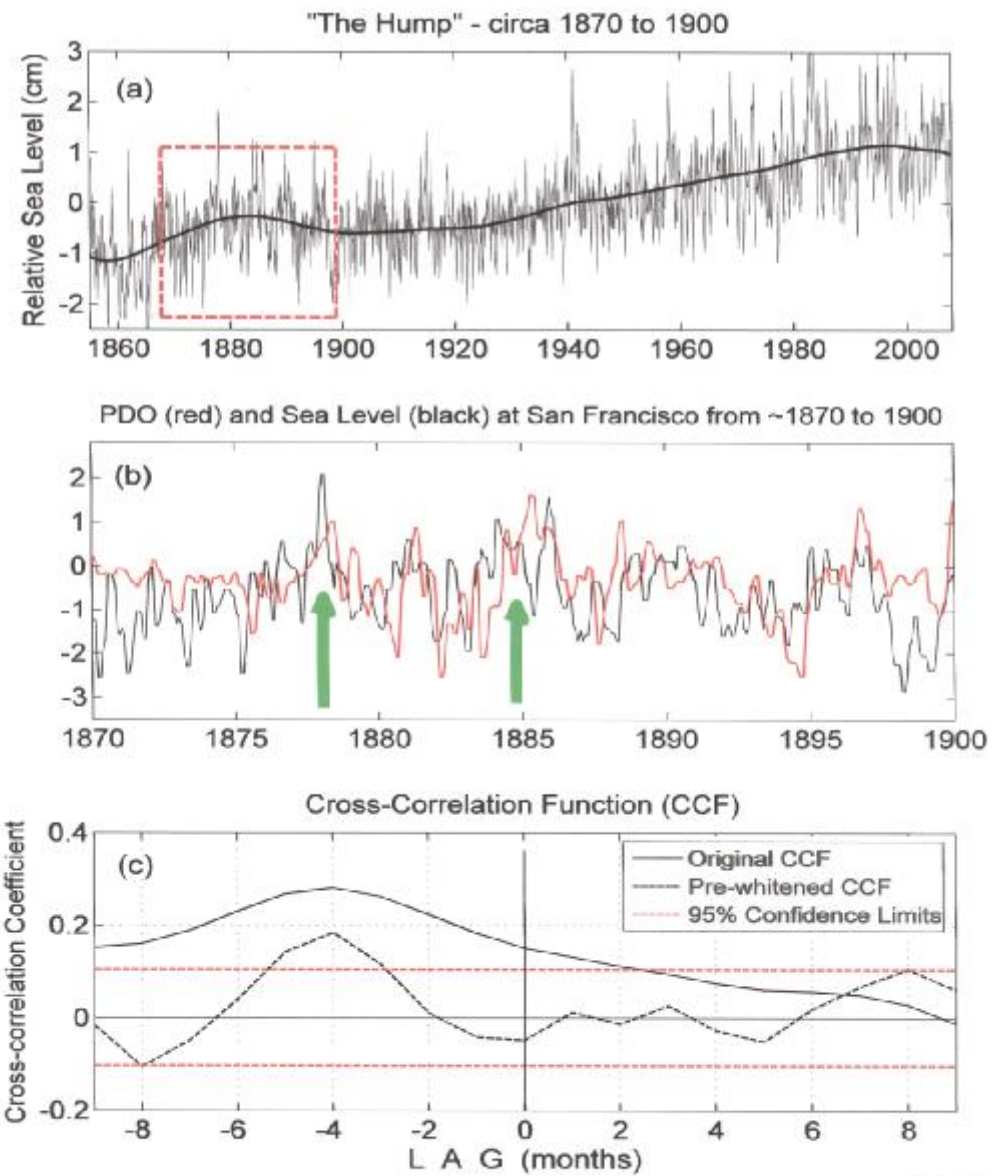 "The Hump" - circa 1870 to 1900
3
2
1
0
-1
-2
Relative Sea Level (cm)
(a)
1860 1880 1900 1920 1940 1960 1980 2000
PDO (red) and Sea Level (black) at San Francisco from ~1870 to 1900
2
1
0
-1
-2
-3
(b)
1870 1875 1880 1885 1890 1895 1900
Cross-Correlation Function (CCF)
0.4
0.2
0
-0.2
Cross-correlation Coefficient
(c)
Original CCF
Pre-whitened CCF
95% Confidence Limits
-8 -6 -4 -2 0 2 4 6 8
L A G (months)